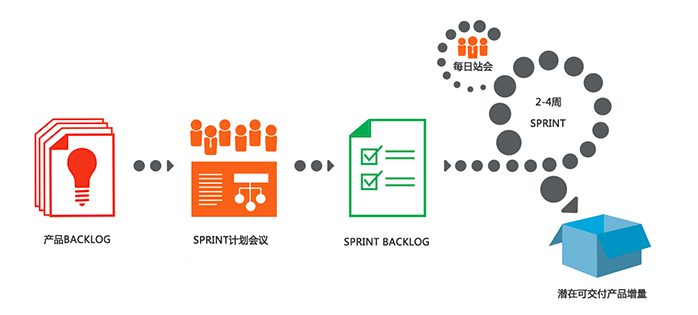 每日站会
2-4周
SPRINT
产品BACKLOG
SPRINT计划会议
SPRINT BACKLOG
潜在可交付产品增量